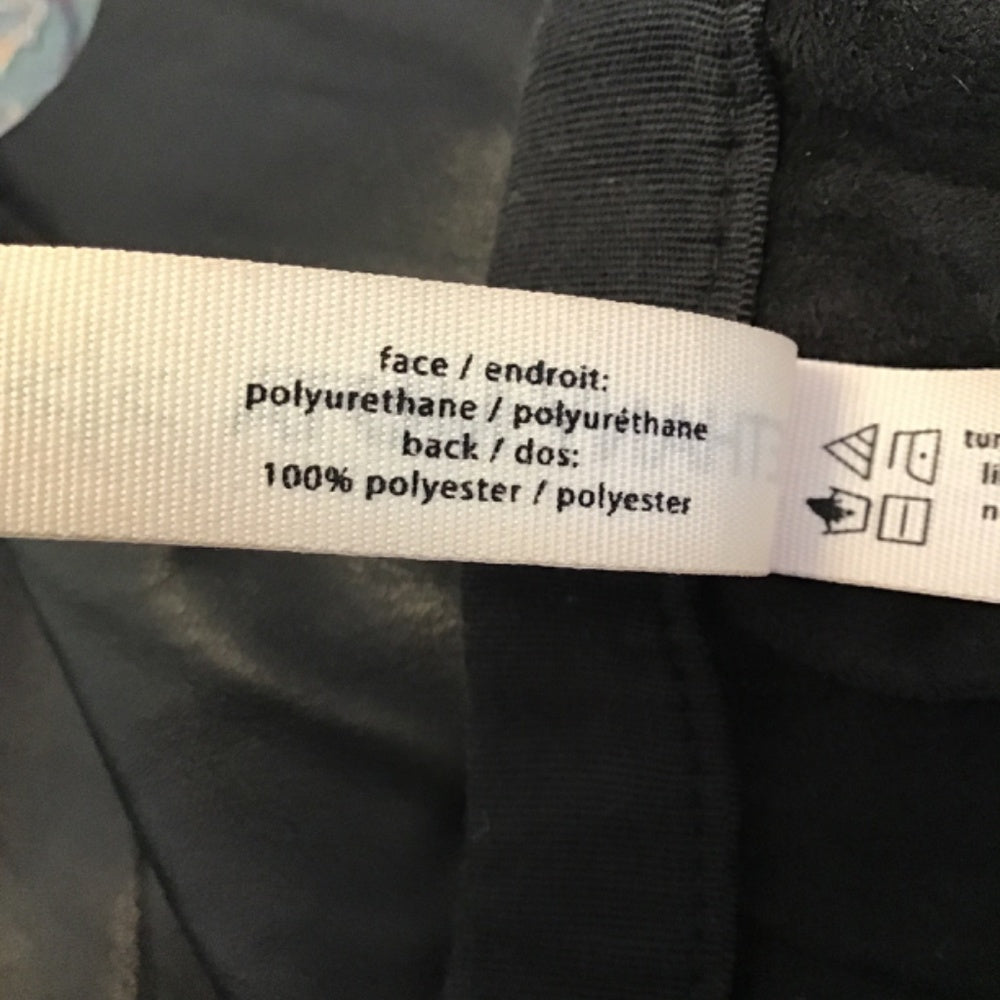 face / endroit:
polyurethane / polyuréthane
back / dos:
100% polyester / polyester